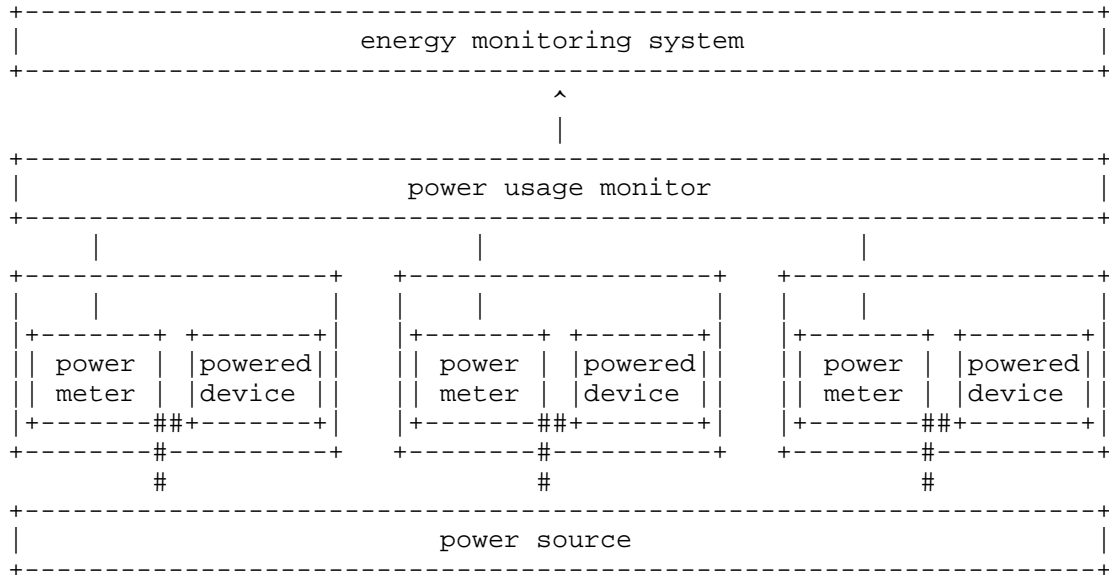 energy monitoring system
power usage monitor
power powered power powered power powered
meter device meter device meter device
power source